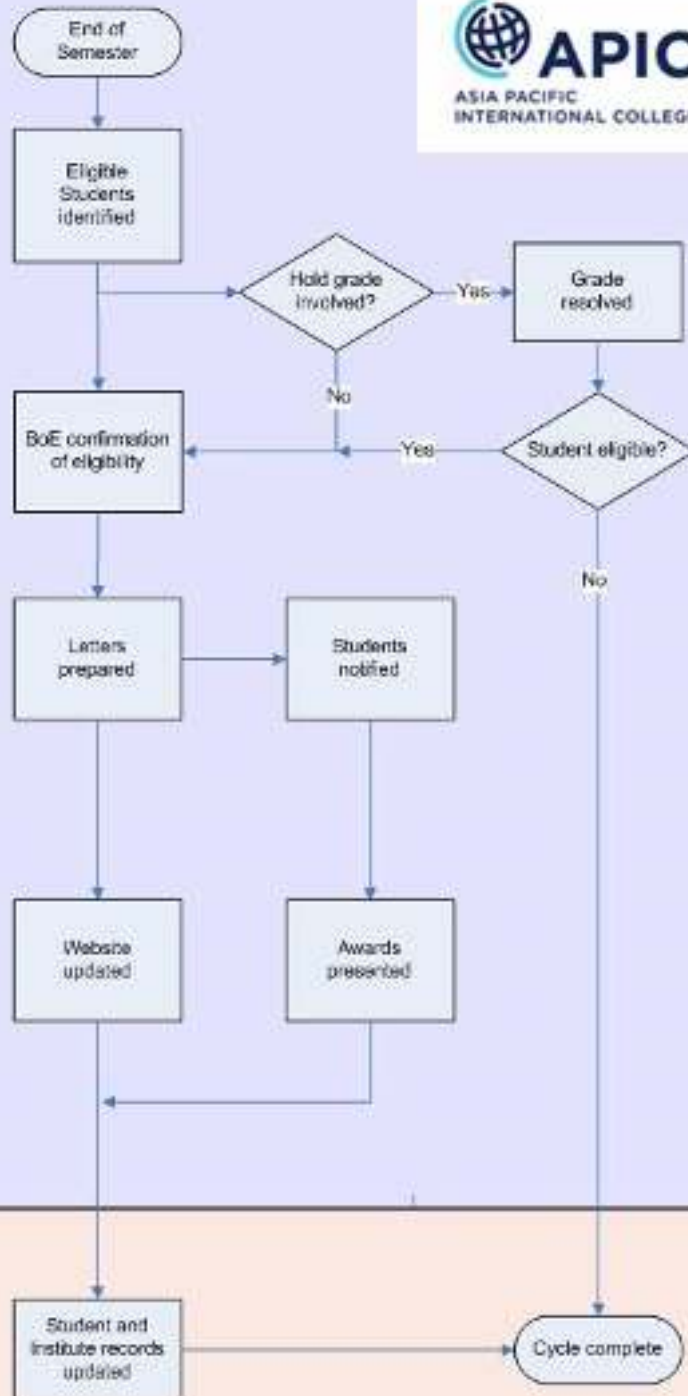 End of
Semester
APIC
ASIA PACIFIC
INTERNATIONAL COLLEGE
Eligible
Students
identified
Hold grade
involved?
Yes
Grade
resolved
No
BoE confirmation
of eligibility
Yes
Student eligible?
No
Letters
prepared
Students
notified
Website
updated
Awards
presented
Student and
Institute records
updated
Cycle complete